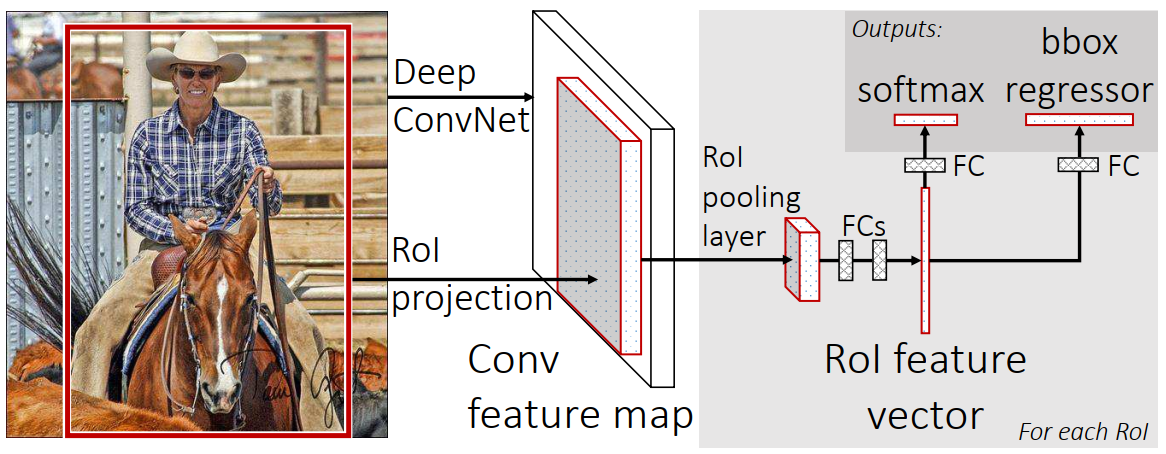 Deep
ConvNet
RoI
projection
Conv
feature map
RoI
pooling
layer
FCs
RoI feature
vector
For each RoI
Outputs:
softmax
bbox
regressor
FC
FC